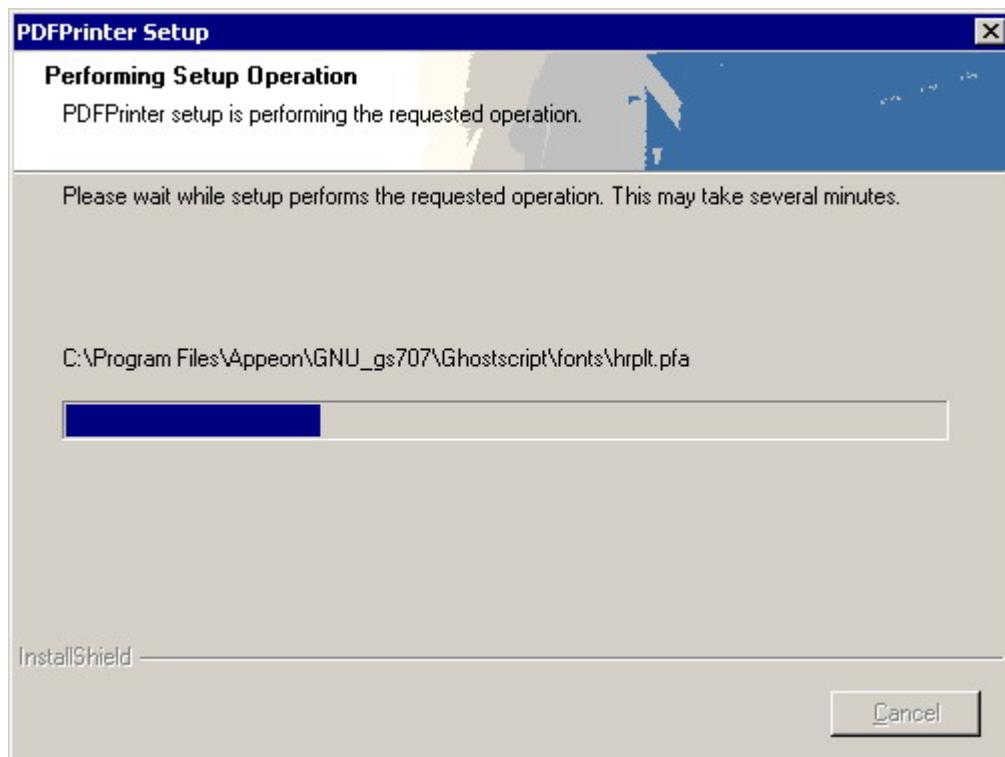 PDFPrinter Setup
Performing Setup Operation
PDFPrinter setup is performing the requested operation.
Please wait while setup performs the requested operation. This may take several minutes.
C:\Program Files\Appeon\GNU_gs707\Ghostscript\fonts\hrplt.pfa
InstallShield
Cancel